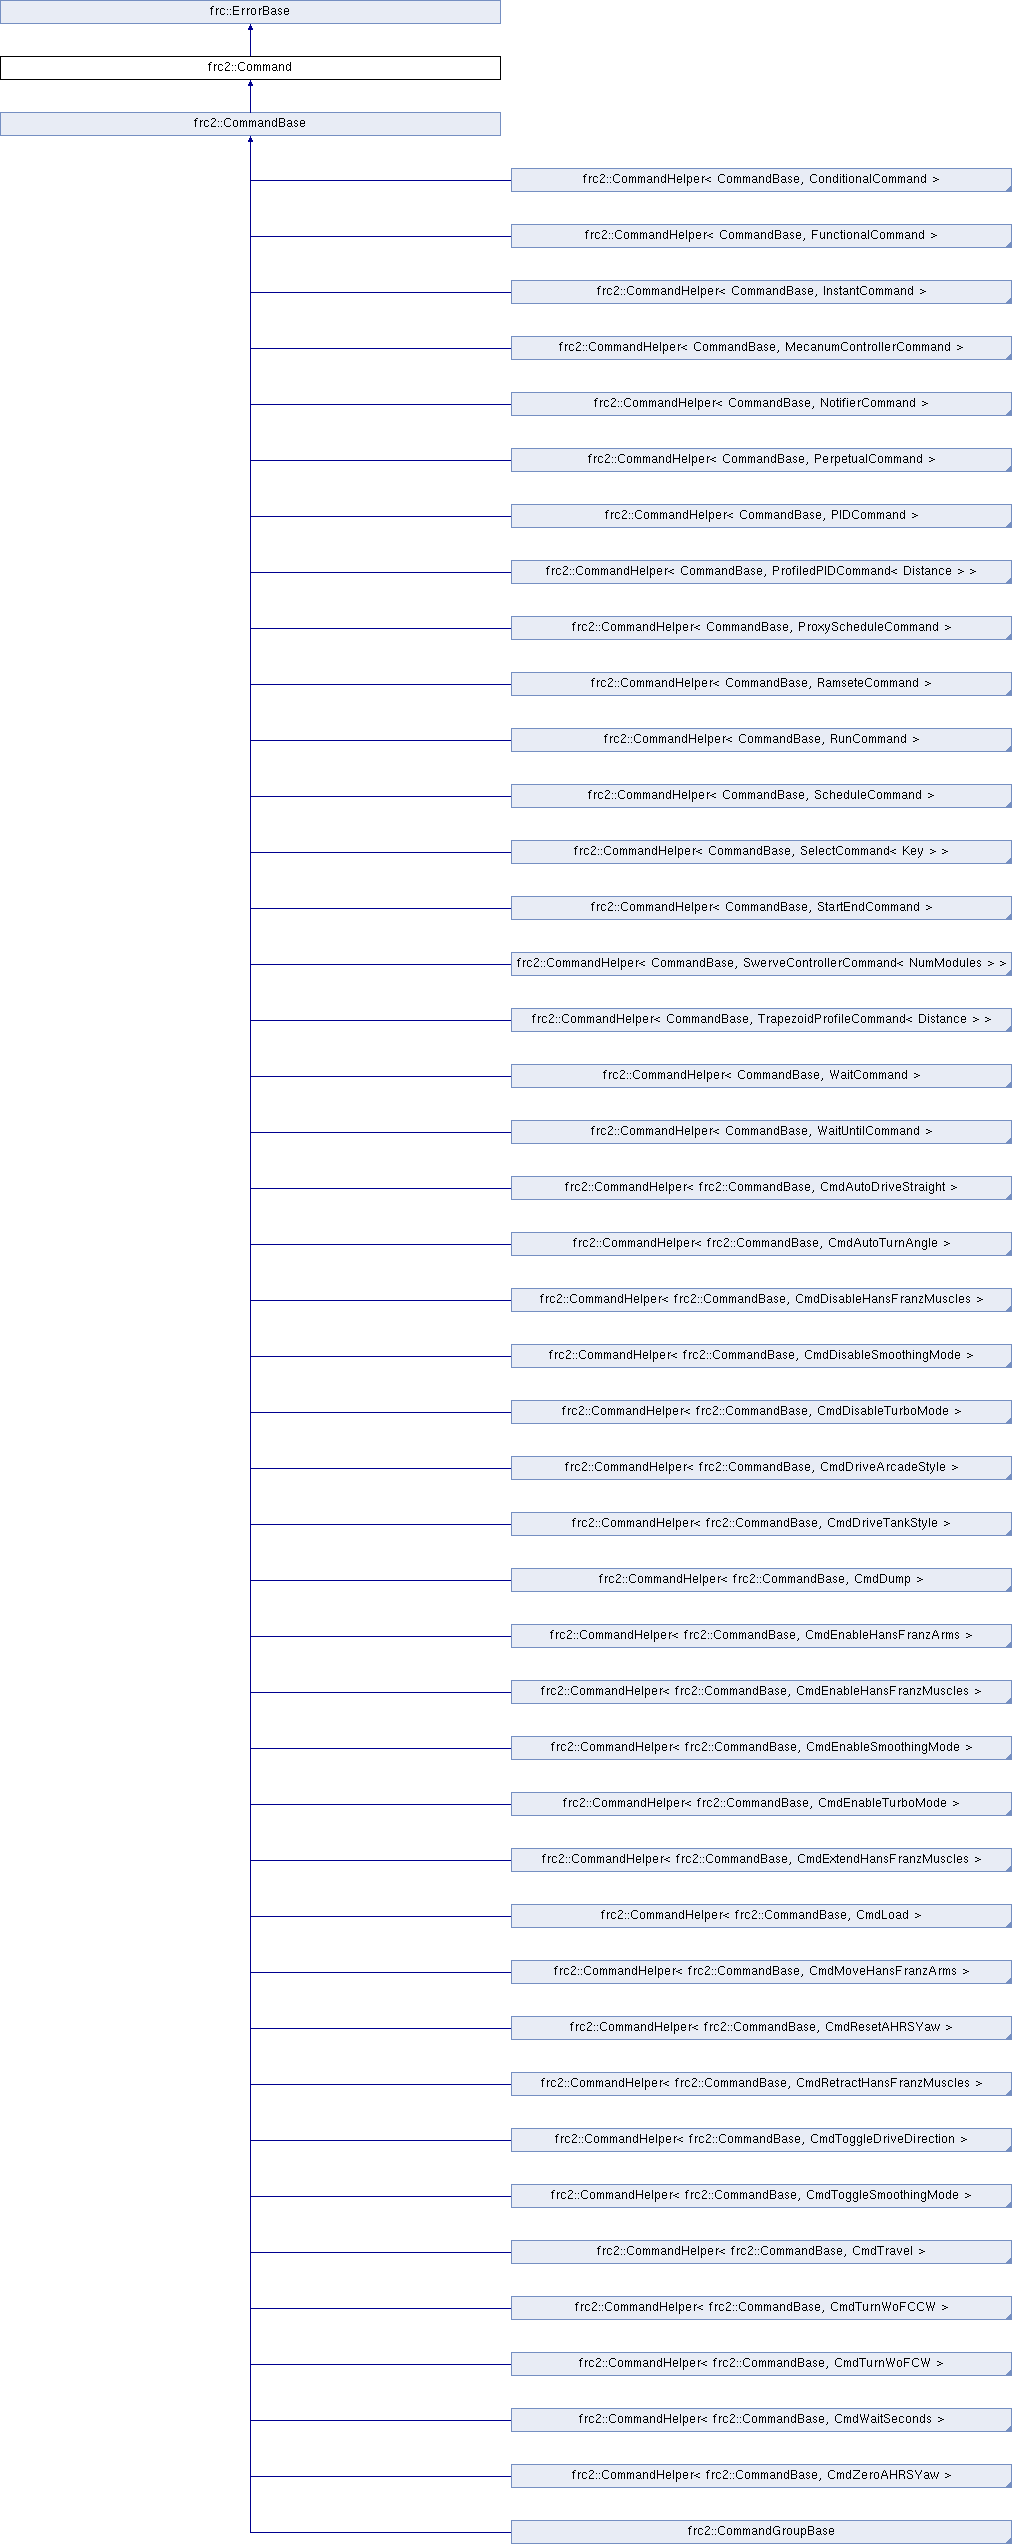 frc::ErrorBase
frc2::Command
frc2::CommandBase
frc2::CommandHelper< CommandBase, ConditionalCommand >
frc2::CommandHelper< CommandBase, FunctionalCommand >
frc2::CommandHelper< CommandBase, InstantCommand >
frc2::CommandHelper< CommandBase, MecanumControllerCommand >
frc2::CommandHelper< CommandBase, NotifierCommand >
frc2::CommandHelper< CommandBase, PerpetualCommand >
frc2::CommandHelper< CommandBase, PIDCommand >
frc2::CommandHelper< CommandBase, ProfiledPIDCommand< Distance > >
frc2::CommandHelper< CommandBase, ProxyScheduleCommand >
frc2::CommandHelper< CommandBase, RamseteCommand >
frc2::CommandHelper< CommandBase, RunCommand >
frc2::CommandHelper< CommandBase, ScheduleCommand >
frc2::CommandHelper< CommandBase, SelectCommand< Key > >
frc2::CommandHelper< CommandBase, StartEndCommand >
frc2::CommandHelper< CommandBase, SwerveControllerCommand< NumModules > >
frc2::CommandHelper< CommandBase, TrapezoidProfileCommand< Distance > >
frc2::CommandHelper< CommandBase, WaitCommand >
frc2::CommandHelper< CommandBase, WaitUntilCommand >
frc2::CommandHelper< frc2::CommandBase, CmdAutoDriveStraight >
frc2::CommandHelper< frc2::CommandBase, CmdAutoTurnAngle >
frc2::CommandHelper< frc2::CommandBase, CmdDisableHansFranzMuscles >
frc2::CommandHelper< frc2::CommandBase, CmdDisableSmoothingMode >
frc2::CommandHelper< frc2::CommandBase, CmdDisableTurboMode >
frc2::CommandHelper< frc2::CommandBase, CmdDriveArcadeStyle >
frc2::CommandHelper< frc2::CommandBase, CmdDriveTankStyle >
frc2::CommandHelper< frc2::CommandBase, CmdDump >
frc2::CommandHelper< frc2::CommandBase, CmdEnableHansFranzArms >
frc2::CommandHelper< frc2::CommandBase, CmdEnableHansFranzMuscles >
frc2::CommandHelper< frc2::CommandBase, CmdEnableSmoothingMode >
frc2::CommandHelper< frc2::CommandBase, CmdEnableTurboMode >
frc2::CommandHelper< frc2::CommandBase, CmdExtendHansFranzMuscles >
frc2::CommandHelper< frc2::CommandBase, CmdLoad >
frc2::CommandHelper< frc2::CommandBase, CmdMoveHansFranzArms >
frc2::CommandHelper< frc2::CommandBase, CmdResetAHRSYaw >
frc2::CommandHelper< frc2::CommandBase, CmdRetractHansFranzMuscles >
frc2::CommandHelper< frc2::CommandBase, CmdToggleDriveDirection >
frc2::CommandHelper< frc2::CommandBase, CmdToggleSmoothingMode >
frc2::CommandHelper< frc2::CommandBase, CmdTravel >
frc2::CommandHelper< frc2::CommandBase, CmdTurnWoFCCW >
frc2::CommandHelper< frc2::CommandBase, CmdTurnWoFCW >
frc2::CommandHelper< frc2::CommandBase, CmdWaitSeconds >
frc2::CommandHelper< frc2::CommandBase, CmdZeroAHRSYaw >
frc2::CommandGroupBase